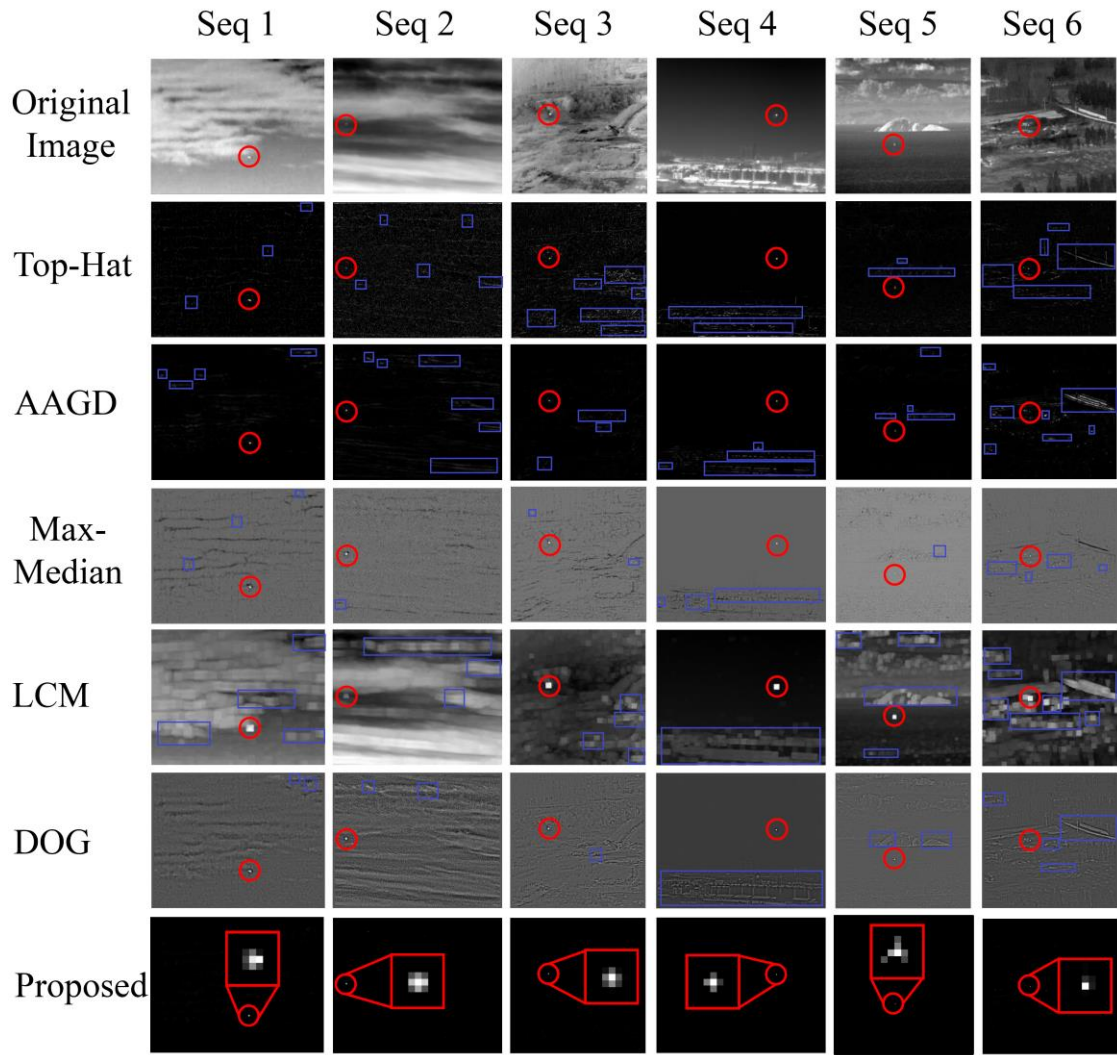 Seq 1 Seq 2 Seq 3 Seq 4 Seq 5 Seq 6
Original
Image
Top-Hat
AAGD
Max-
Median
LCM
DOG
Proposed